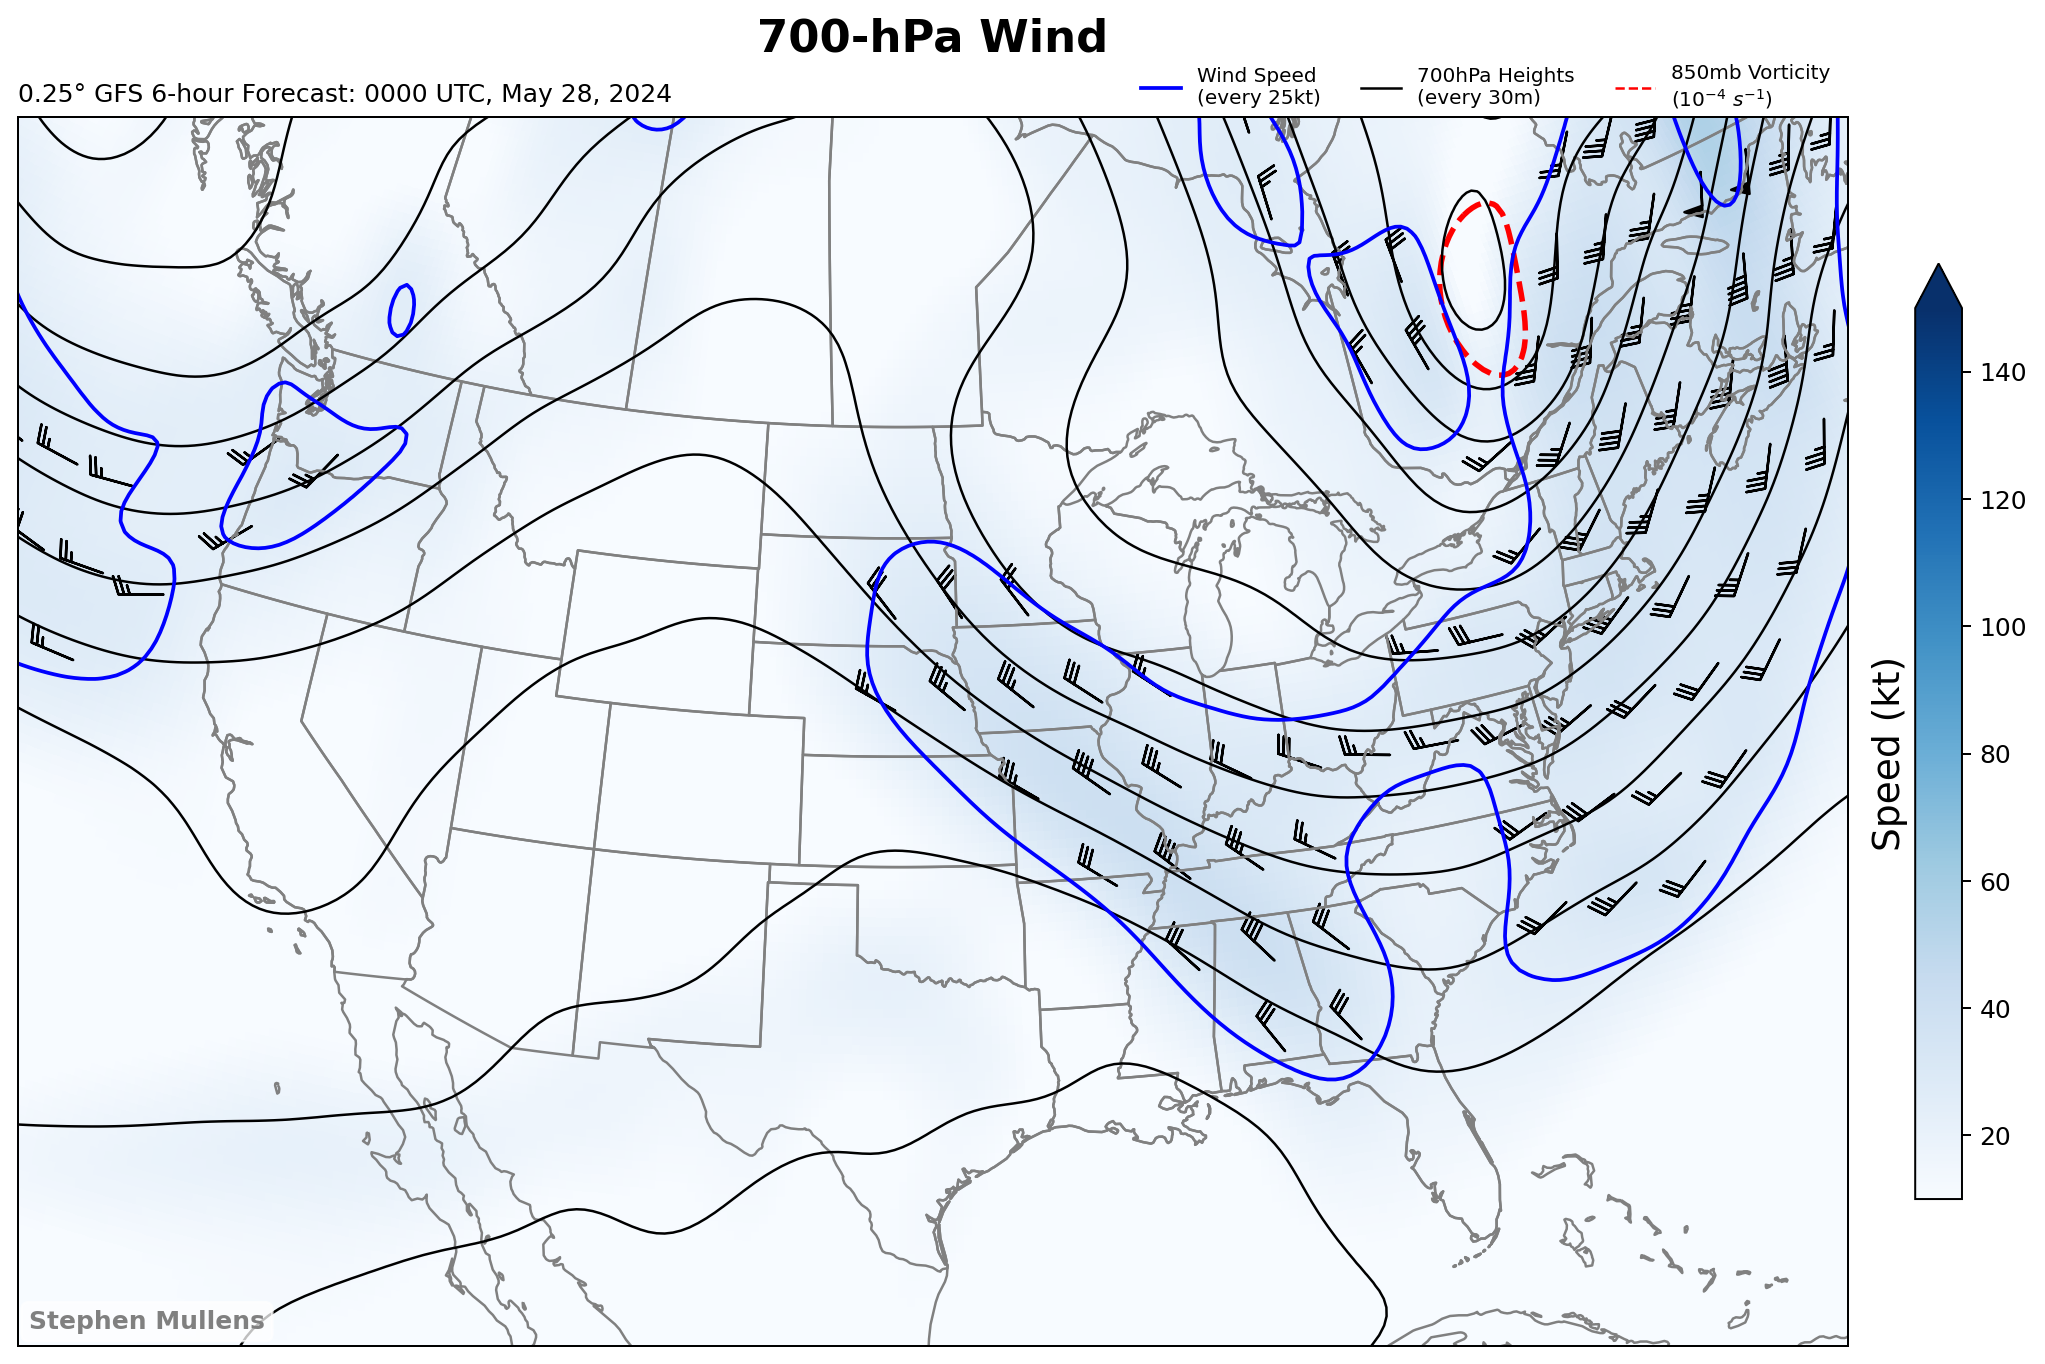 700-hPa Wind
0.25° GFS 6-hour Forecast: 0000 UTC, May 28, 2024
Wind Speed
(every 25kt)
700hPa Heights
(every 30m)
850mb Vorticity
(10⁻⁴ s⁻¹)
140
120
100
80
60
40
20
Speed (kt)
Stephen Mullens